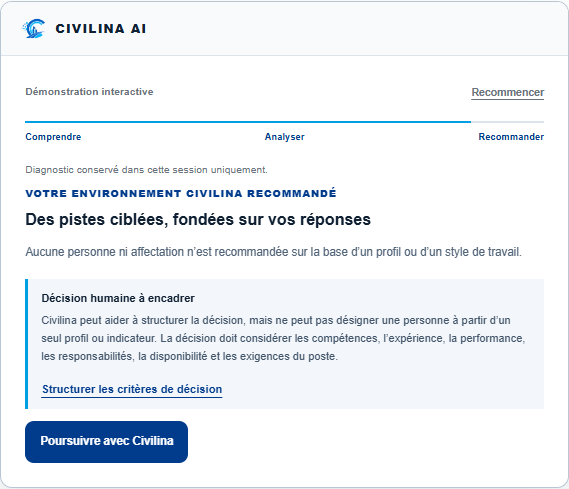 CIVILINA AI
Démonstration interactive
Recommencer
Comprendre
Analyser
Recommander
Diagnostic conservé dans cette session uniquement.
VOTRE ENVIRONNEMENT CIVILINA RECOMMANDÉ
Des pistes ciblées, fondées sur vos réponses
Aucune personne ni affectation n’est recommandée sur la base d’un profil ou d’un style de travail.
Décision humaine à encadrer
Civilina peut aider à structurer la décision, mais ne peut pas désigner une personne à partir d’un
seul profil ou indicateur. La décision doit considérer les compétences, l’expérience, la performance,
les responsabilités, la disponibilité et les exigences du poste.
Structurer les critères de décision
Poursuivre avec Civilina